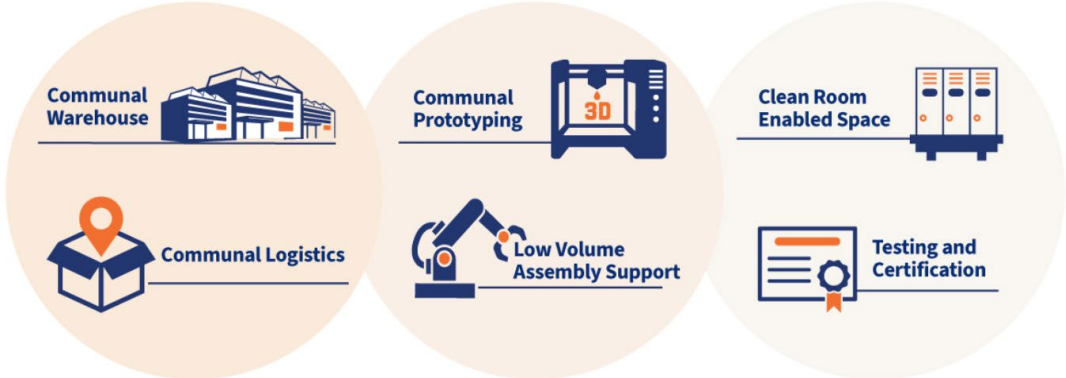 Communal
Warehouse
Communal Logistics
Communal
Prototyping
3D
Low Volume
Assembly Support
Clean Room
Enabled Space
Testing and
Certification